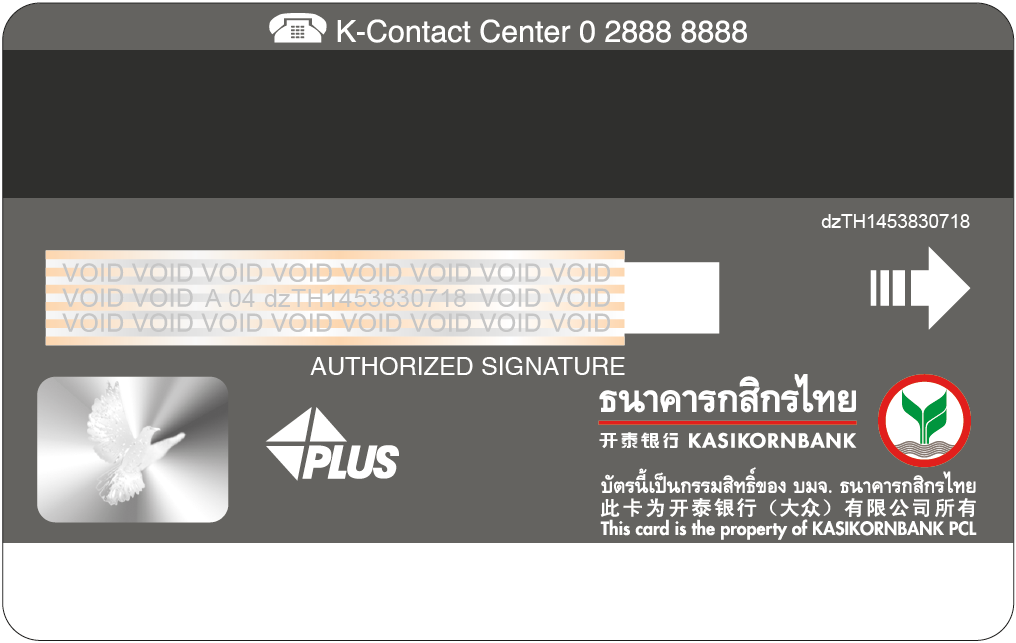 K-Contact Center 0 2888 8888
dzTH1453830718
VOID VOID VOID VOID VOID VOID VOID VOID
VOID VOID A 04 dzTH1453830718 VOID VOID
VOID VOID VOID VOID VOID VOID VOID VOID
AUTHORIZED SIGNATURE
PLUS
ธนาคารกสิกรไทย
开泰银行 KASIKORNBANK
บัตรนี้เป็นกรรมสิทธิ์ของ บมจ. ธนาคารกสิกรไทย
此卡为开泰银行（大众）有限公司所有
This card is the property of KASIKORNBANK PCL